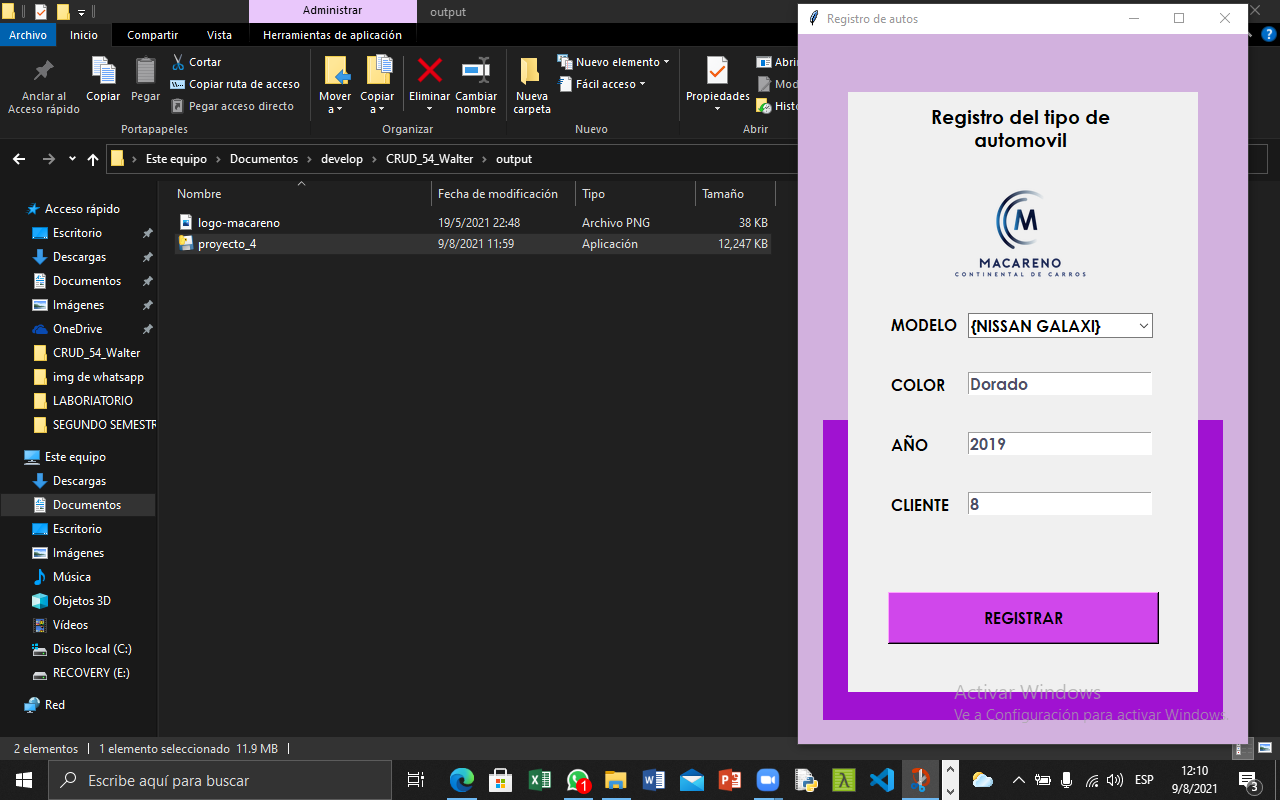 Administrar
output
Archivo
Inicio
Compartir
Vista
Herramientas de aplicación
Anclar al
Acceso rápido
Copiar
Pegar
Cortar
Copiar ruta de acceso
Pegar acceso directo
Portapapeles
Mover
a
Copiar
a
Eliminar
Cambiar
nombre
Organizar
Nueva
carpeta
Nuevo elemento
Fácil acceso
Nuevo
Propiedades
Abrir
Mod
Histo
Abrir
Este equipo
Documentos
develop
CRUD_54_Walter
output
Nombre
Fecha de modificación
Tipo
Tamaño
logo-macareno
19/5/2021 22:48
Archivo PNG
38 KB
proyecto_4
9/8/2021 11:59
Aplicación
12,247 KB
Acceso rápido
Escritorio
Descargas
Documentos
Imágenes
OneDrive
CRUD_54_Walter
img de whatsapp
LABORIATORIO
SEGUNDO SEMESTR
Este equipo
Descargas
Documentos
Escritorio
Imágenes
Música
Objetos 3D
Vídeos
Disco local (C:)
RECOVERY (E:)
Red
2 elementos
1 elemento seleccionado 11.9 MB
Registro de autos
Registro del tipo de
automovil
M
MACARENO
CONTINENTAL DE CARROS
MODELO
{NISSAN GALAXI}
COLOR
Dorado
AÑO
2019
CLIENTE
8
REGISTRAR
Activar Windows
Ve a Configuración para activar Windows.
Escribe aquí para buscar
1
ESP
12:10
9/8/2021
3